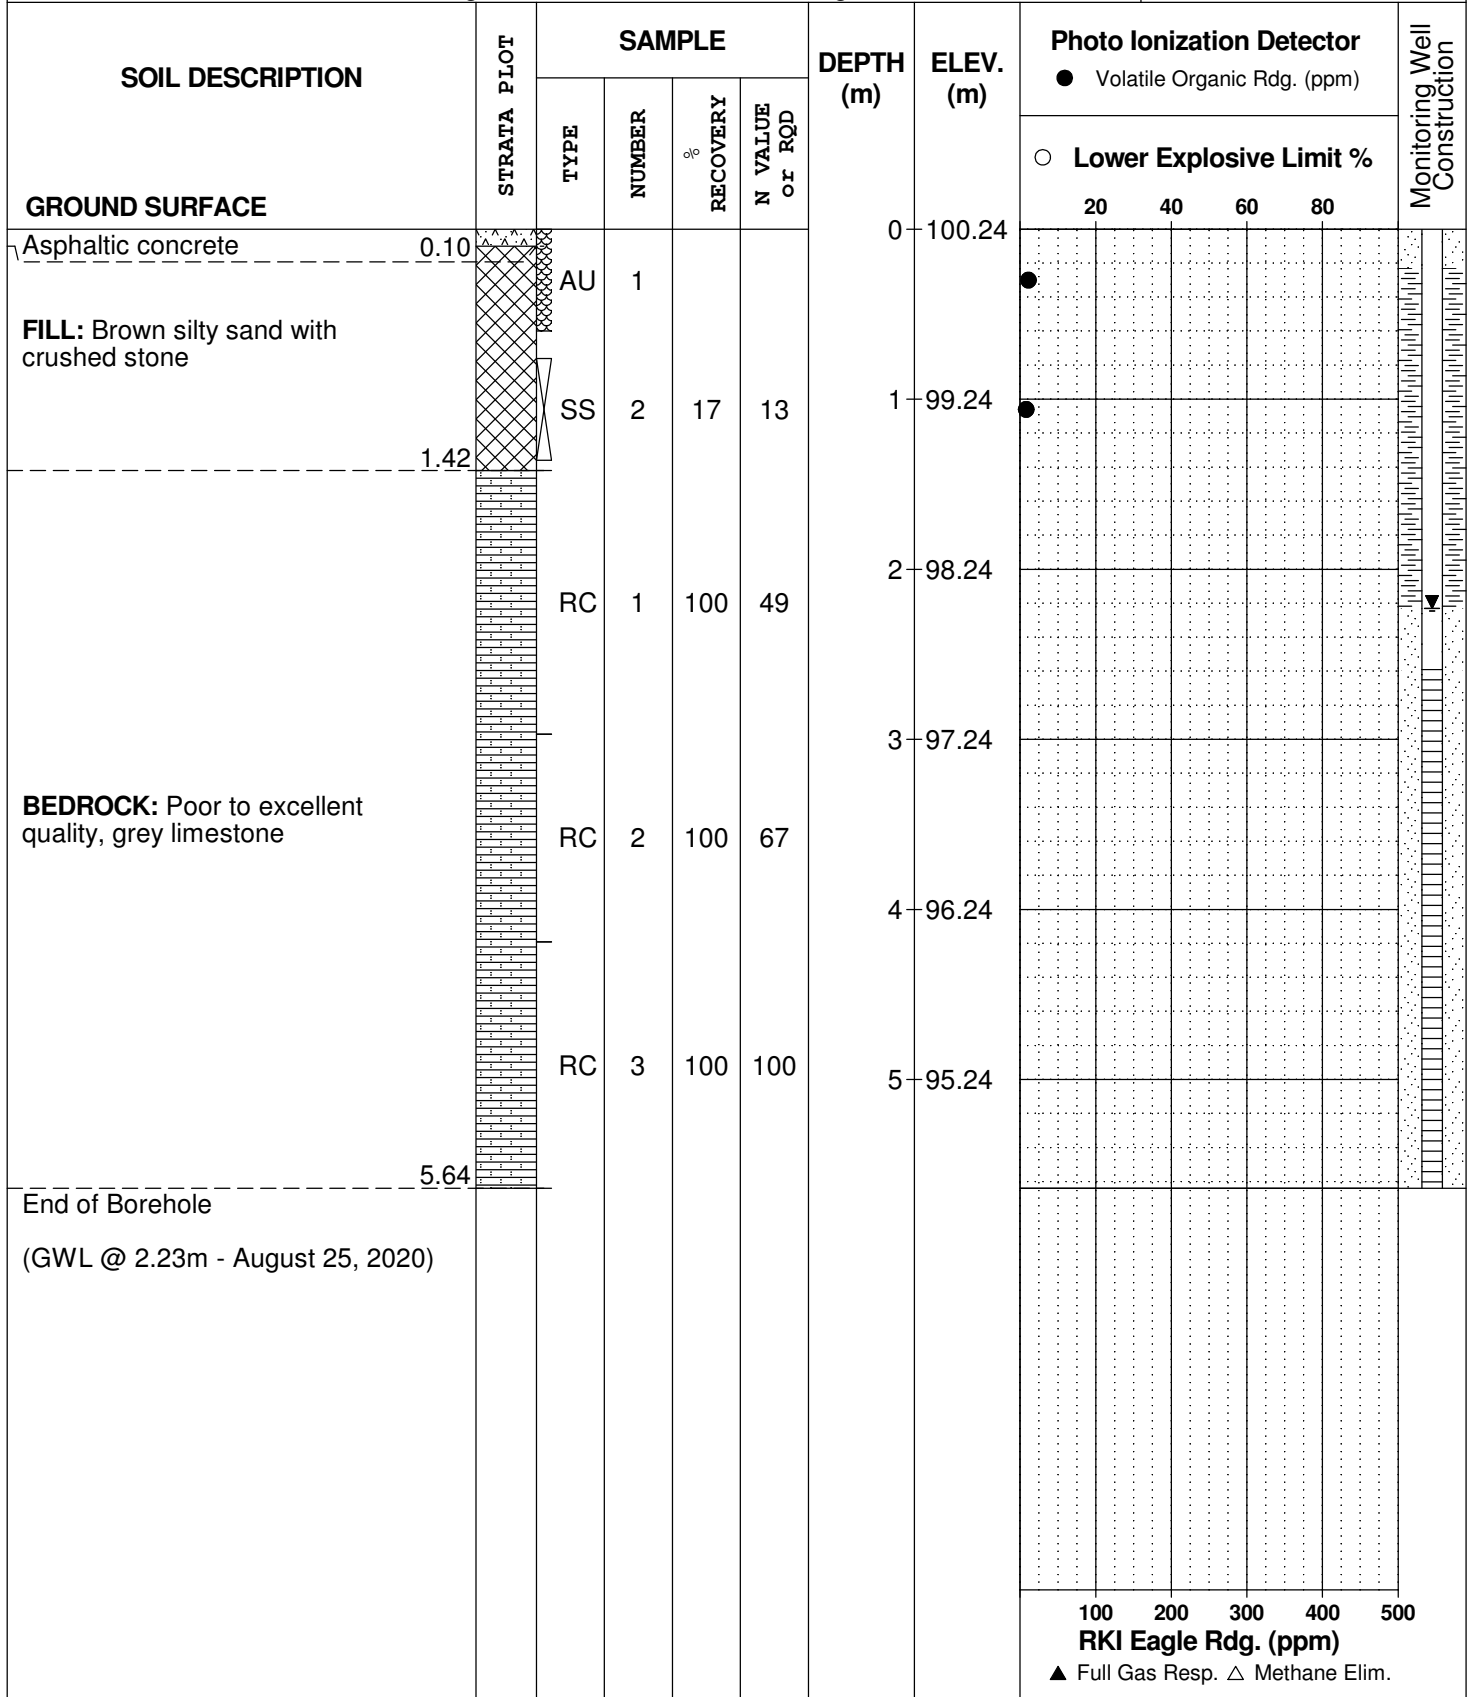 SOIL DESCRIPTION
GROUND SURFACE
STRATA PLOT
SAMPLE
TYPE
NUMBER
% RECOVERY
N VALUE or RQD
DEPTH (m)
ELEV. (m)
Photo Ionization Detector
● Volatile Organic Rdg. (ppm)
○ Lower Explosive Limit %
20 40 60 80
Monitoring Well Construction
0 100.24
Asphaltic concrete 0.10
AU 1
FILL: Brown silty sand with
crushed stone
1 99.24
SS 2 17 13
1.42
2 98.24
RC 1 100 49
3 97.24
BEDROCK: Poor to excellent
quality, grey limestone
RC 2 100 67
4 96.24
RC 3 100 100
5 95.24
5.64
End of Borehole
(GWL @ 2.23m - August 25, 2020)
100 200 300 400 500
RKI Eagle Rdg. (ppm)
▲ Full Gas Resp. △ Methane Elim.